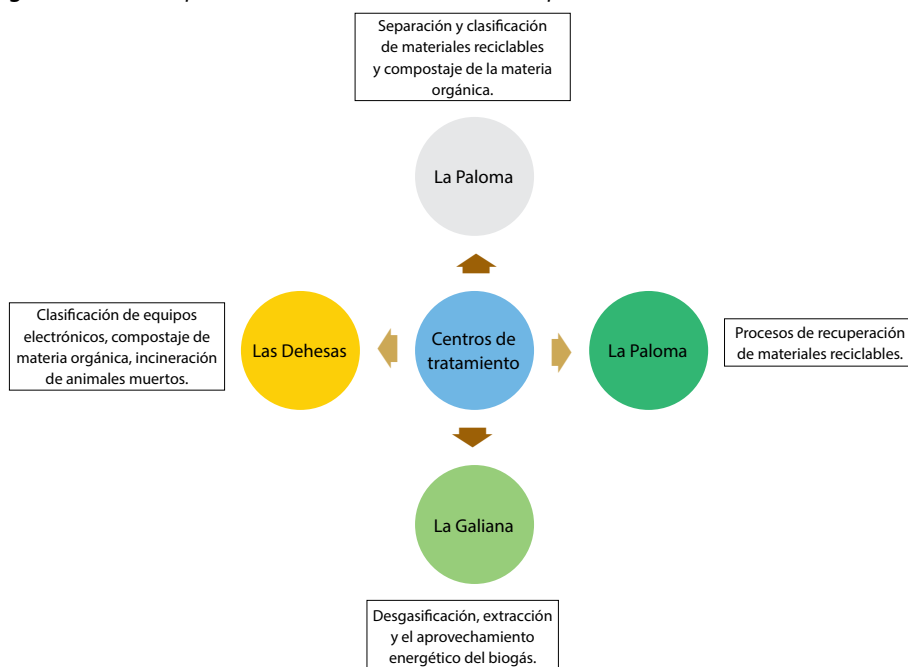 Separación y clasificación
de materiales reciclables
y compostaje de la materia
orgánica.
La Paloma
Clasificación de equipos
electrónicos, compostaje de
materia orgánica, incineración
de animales muertos.
Las Dehesas
Centros de
tratamiento
La Paloma
Procesos de recuperación
de materiales reciclables.
La Galiana
Desgasificación, extracción
y el aprovechamiento
energético del biogás.